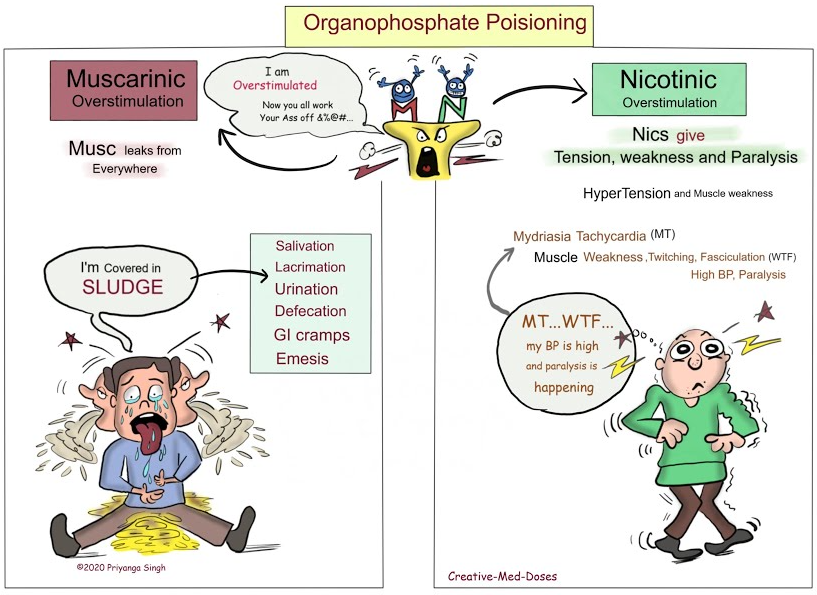 Organophosphate Poisioning
Muscarinic
Overstimulation
I am
Overstimulated
Now you all work
Your Ass off &%@#...
M N
Nicotinic
Overstimulation
Musc leaks from
Everywhere
Nics give
Tension, weakness and Paralysis
HyperTension and Muscle weakness
I'm Covered in
SLUDGE
Salivation
Lacrimation
Urination
Defecation
GI cramps
Emesis
Mydriasia Tachycardia (MT)
Muscle Weakness ,Twitching, Fasciculation (WTF)
High BP, Paralysis
MT...WTF...
my BP is high
and paralysis is
happening
©2020 Priyanga Singh
Creative-Med-Doses